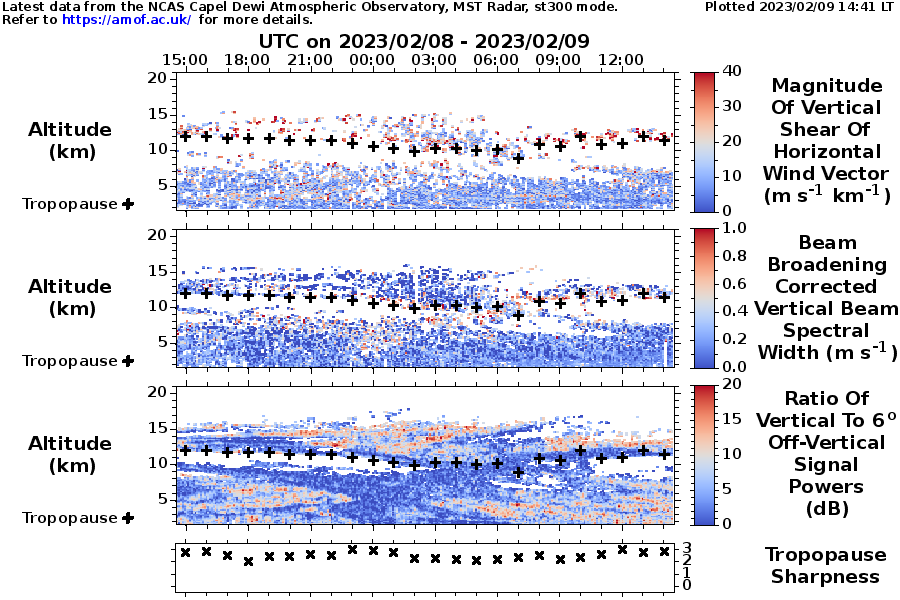 Latest data from the NCAS Capel Dewi Atmospheric Observatory, MST Radar, st300 mode.
Plotted 2023/02/09 14:41 LT
Refer to https://amof.ac.uk/ for more details.
UTC on 2023/02/08 - 2023/02/09
15:00 18:00 21:00 00:00 03:00 06:00 09:00 12:00
Altitude
(km)
Tropopause
20
15
10
5
40
30
20
10
0
Magnitude
Of Vertical
Shear Of
Horizontal
Wind Vector
(m s-1 km-1)
Altitude
(km)
Tropopause
20
15
10
5
1.0
0.8
0.6
0.4
0.2
0.0
Beam
Broadening
Corrected
Vertical Beam
Spectral
Width (m s-1)
Altitude
(km)
Tropopause
20
15
10
5
20
15
10
5
0
Ratio Of
Vertical To 6o
Off-Vertical
Signal
Powers
(dB)
3
2
1
0
Tropopause
Sharpness